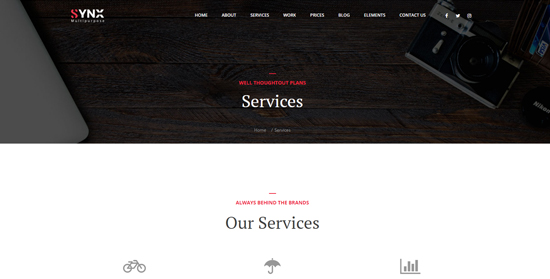 SYNX
Multipurpose
HOME ABOUT SERVICES WORK PRICES BLOG ELEMENTS CONTACT US
WELL THOUGHTOUT PLANS
Services
Home / Services
Nikon
ALWAYS BEHIND THE BRANDS
Our Services